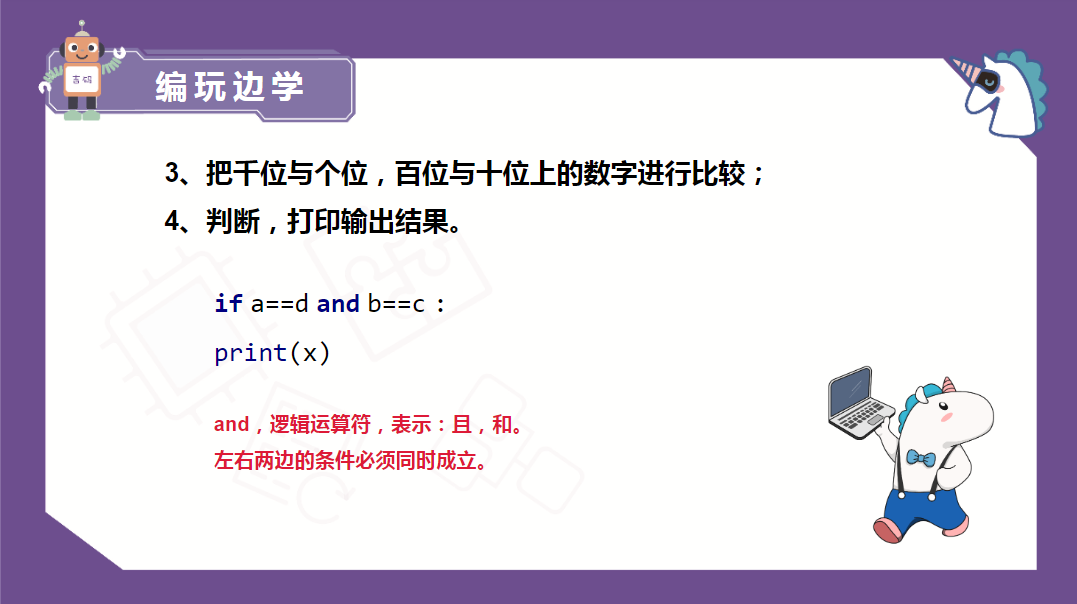 吉码
编玩边学
3、把千位与个位，百位与十位上的数字进行比较；
4、判断，打印输出结果。
if a==d and b==c：
print(x)
and，逻辑运算符，表示：且，和。
左右两边的条件必须同时成立。